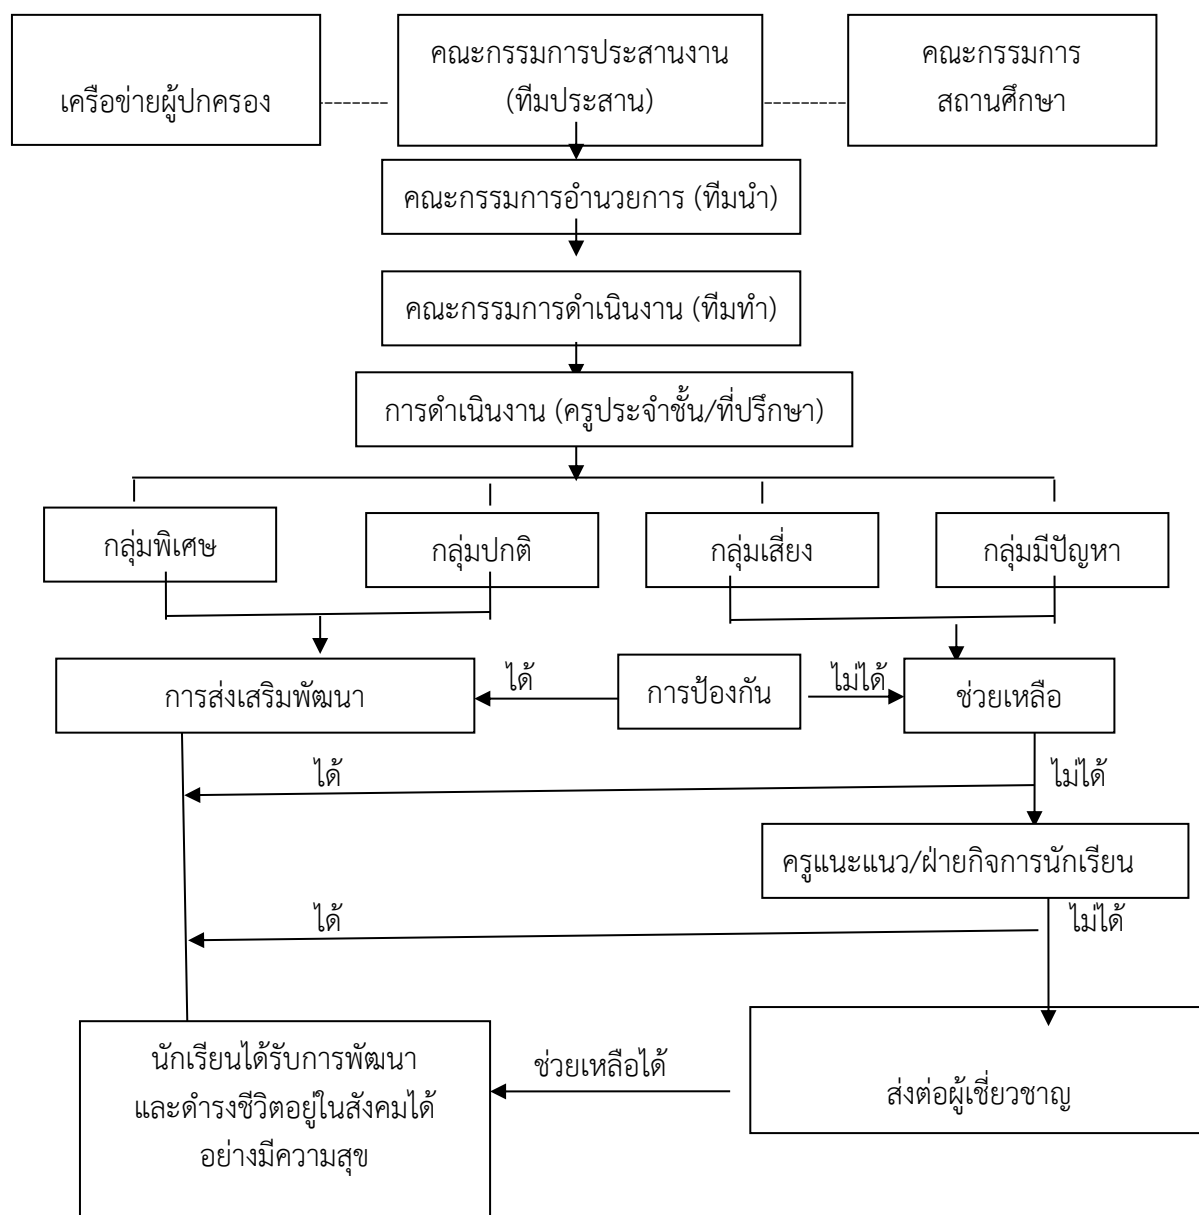 เครือข่ายผู้ปกครอง
คณะกรรมการประสานงาน
(ทีมประสาน)
คณะกรรมการ
สถานศึกษา
คณะกรรมการอำนวยการ (ทีมนำ)
คณะกรรมการดำเนินงาน (ทีมทำ)
การดำเนินงาน (ครูประจำชั้น/ที่ปรึกษา)
กลุ่มพิเศษ
กลุ่มปกติ
กลุ่มเสี่ยง
กลุ่มมีปัญหา
การส่งเสริมพัฒนา
ได้
การป้องกัน
ไม่ได้
ช่วยเหลือ
ได้
ไม่ได้
ครูแนะแนว/ฝ่ายกิจการนักเรียน
ได้
ไม่ได้
นักเรียนได้รับการพัฒนา
และดำรงชีวิตอยู่ในสังคมได้
อย่างมีความสุข
ช่วยเหลือได้
ส่งต่อผู้เชี่ยวชาญ